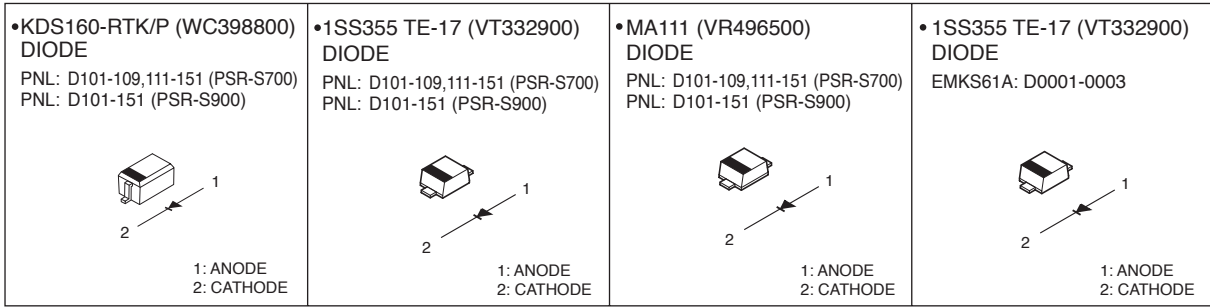 •KDS160-RTK/P (WC398800)
DIODE
PNL: D101-109,111-151 (PSR-S700)
PNL: D101-151 (PSR-S900)
1
2
1: ANODE
2: CATHODE
•1SS355 TE-17 (VT332900)
DIODE
PNL: D101-109,111-151 (PSR-S700)
PNL: D101-151 (PSR-S900)
1
2
1: ANODE
2: CATHODE
•MA111 (VR496500)
DIODE
PNL: D101-109,111-151 (PSR-S700)
PNL: D101-151 (PSR-S900)
1
2
1: ANODE
2: CATHODE
• 1SS355 TE-17 (VT332900)
DIODE
EMKS61A: D0001-0003
1
2
1: ANODE
2: CATHODE